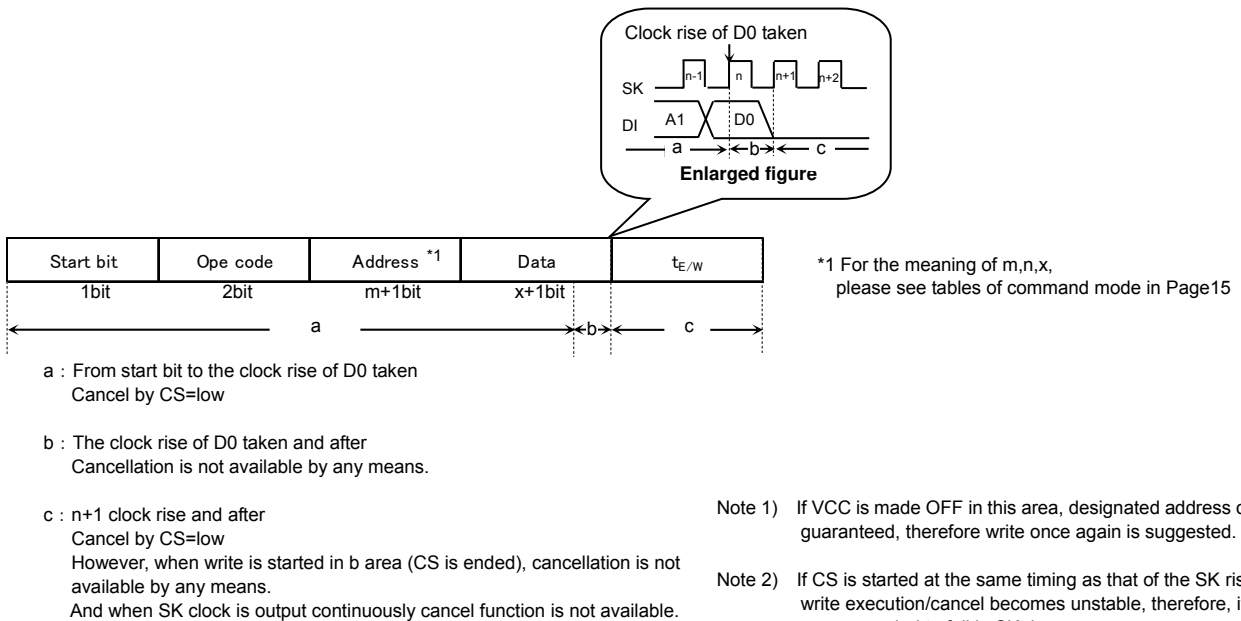 Clock rise of D0 taken
SK n-1 n n+1 n+2
DI A1 D0
a b c
Enlarged figure
Start bit Ope code Address *1 Data tE/W
1bit 2bit m+1bit x+1bit
a b c
*1 For the meaning of m,n,x,
please see tables of command mode in Page15
a : From start bit to the clock rise of D0 taken
Cancel by CS=low
b : The clock rise of D0 taken and after
Cancellation is not available by any means.
c : n+1 clock rise and after
Cancel by CS=low
However, when write is started in b area (CS is ended), cancellation is not
available by any means.
And when SK clock is output continuously cancel function is not available.
Note 1) If VCC is made OFF in this area, designated address
guaranteed, therefore write once again is suggested.
Note 2) If CS is started at the same timing as that of the SK
write execution/cancel becomes unstable, therefore,